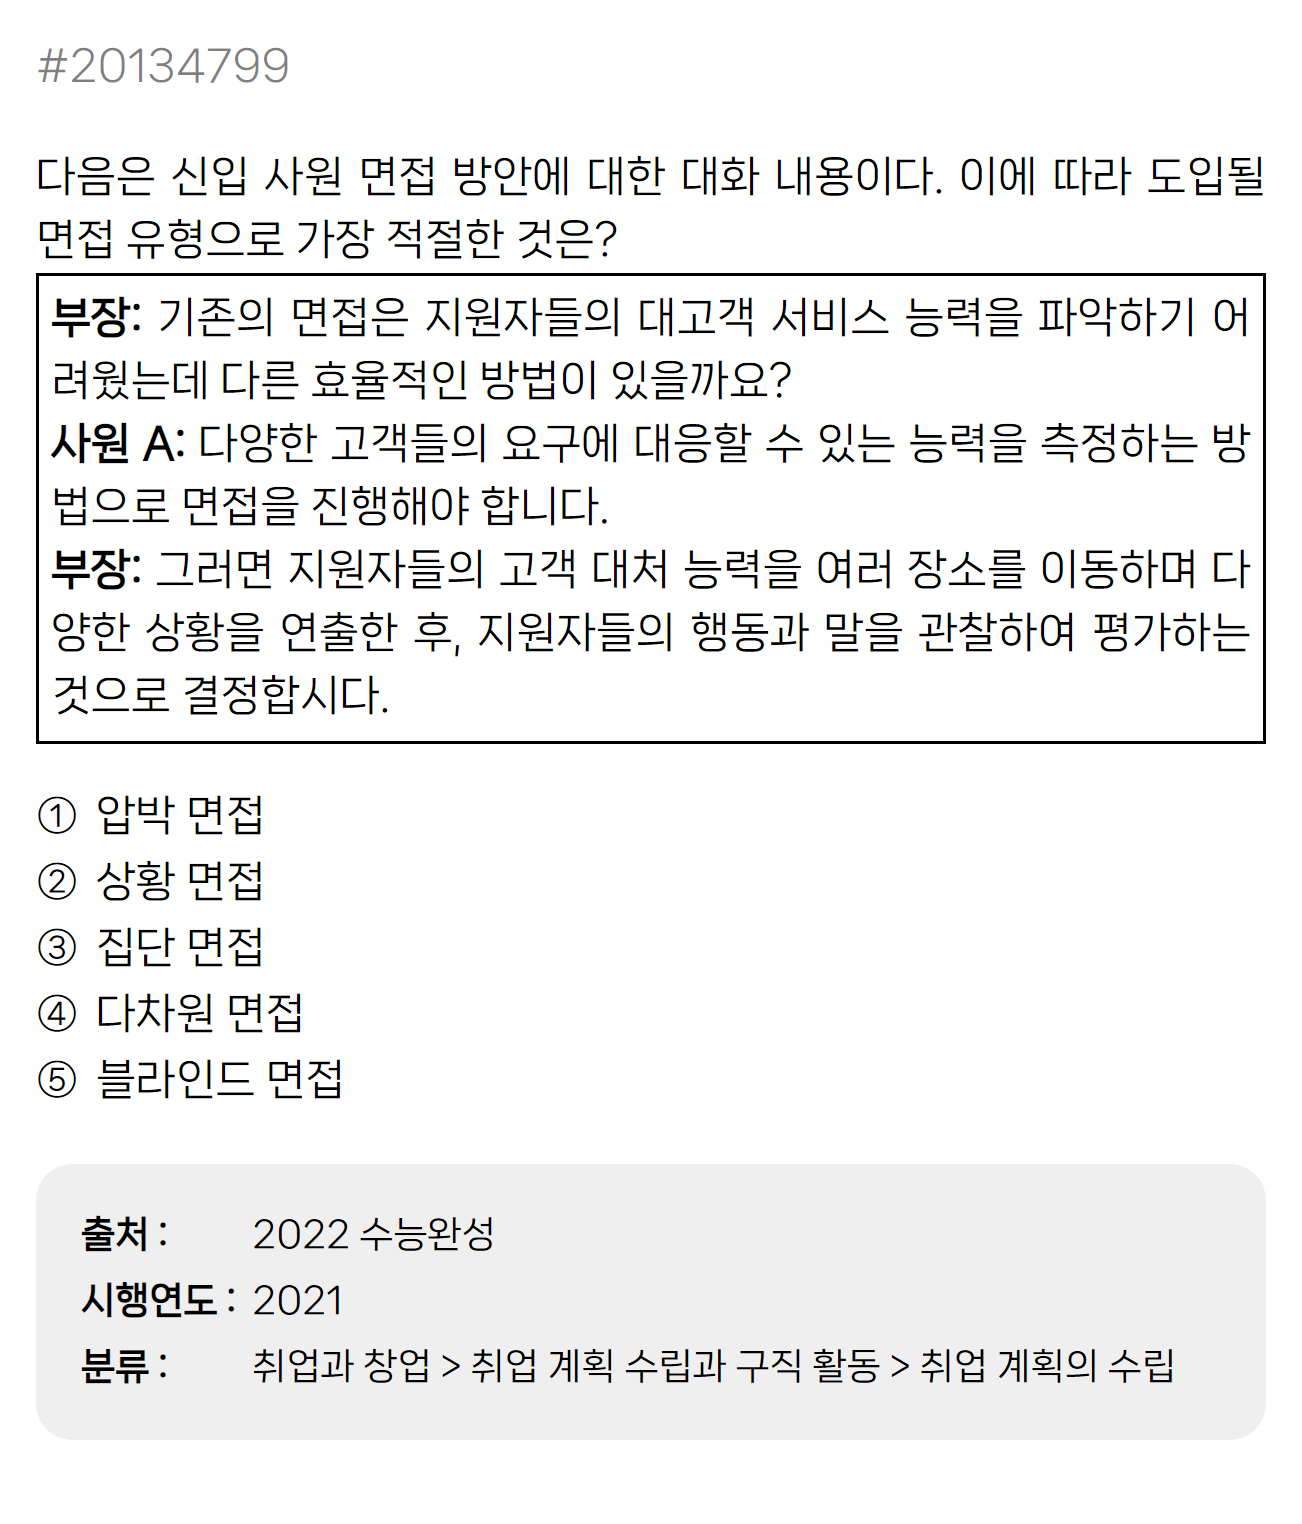 #20134799
다음은 신입 사원 면접 방안에 대한 대화 내용이다. 이에 따라 도입될
면접 유형으로 가장 적절한 것은?
부장: 기존의 면접은 지원자들의 대고객 서비스 능력을 파악하기 어
려웠는데 다른 효율적인 방법이 있을까요?
사원 A: 다양한 고객들의 요구에 대응할 수 있는 능력을 측정하는 방
법으로 면접을 진행해야 합니다.
부장: 그러면 지원자들의 고객 대처 능력을 여러 장소를 이동하며 다
양한 상황을 연출한 후, 지원자들의 행동과 말을 관찰하여 평가하는
것으로 결정합시다.
① 압박 면접
② 상황 면접
③ 집단 면접
④ 다차원 면접
⑤ 블라인드 면접
출처 : 2022 수능완성
시행연도 : 2021
분류 : 취업과 창업 > 취업 계획 수립과 구직 활동 > 취업 계획의 수립